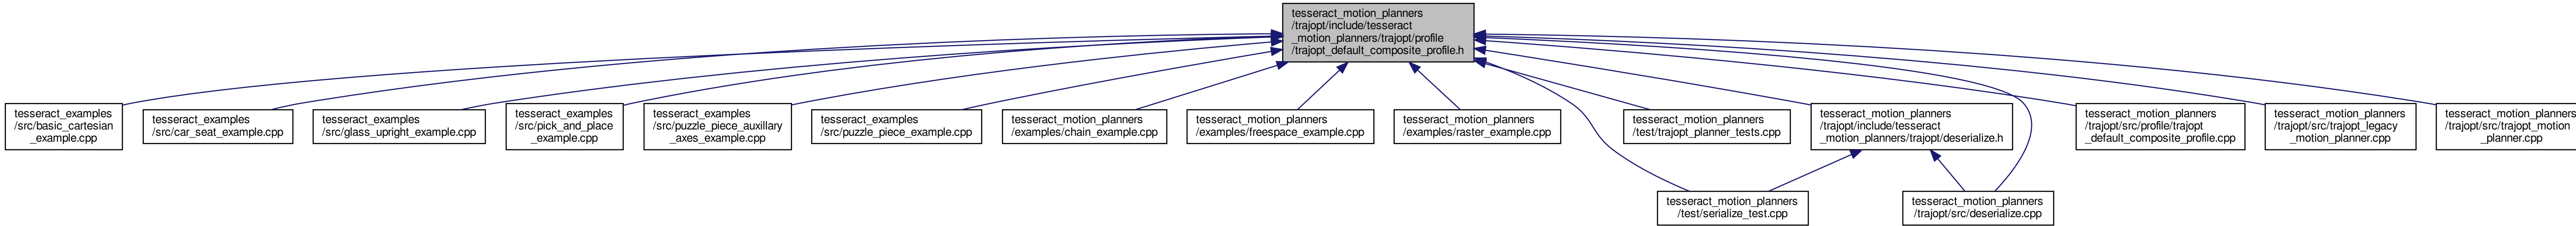 tesseract_motion_planners
/trajopt/include/tesseract
_motion_planners/trajopt/profile
/trajopt_default_composite_profile.h
tesseract_examples
/src/basic_cartesian
_example.cpp
tesseract_examples
/src/car_seat_example.cpp
tesseract_examples
/src/glass_upright_example.cpp
tesseract_examples
/src/pick_and_place
_example.cpp
tesseract_examples
/src/puzzle_piece_auxillary
_axes_example.cpp
tesseract_examples
/src/puzzle_piece_example.cpp
tesseract_motion_planners
/examples/chain_example.cpp
tesseract_motion_planners
/examples/freespace_example.cpp
tesseract_motion_planners
/examples/raster_example.cpp
tesseract_motion_planners
/test/trajopt_planner_tests.cpp
tesseract_motion_planners
/trajopt/include/tesseract
_motion_planners/trajopt/deserialize.h
tesseract_motion_planners
/trajopt/src/profile/trajopt
_default_composite_profile.cpp
tesseract_motion_planners
/trajopt/src/trajopt_legacy
_motion_planner.cpp
tesseract_motion_planners
/trajopt/src/trajopt_motion
_planner.cpp
tesseract_motion_planners
/test/serialize_test.cpp
tesseract_motion_planners
/trajopt/src/deserialize.cpp